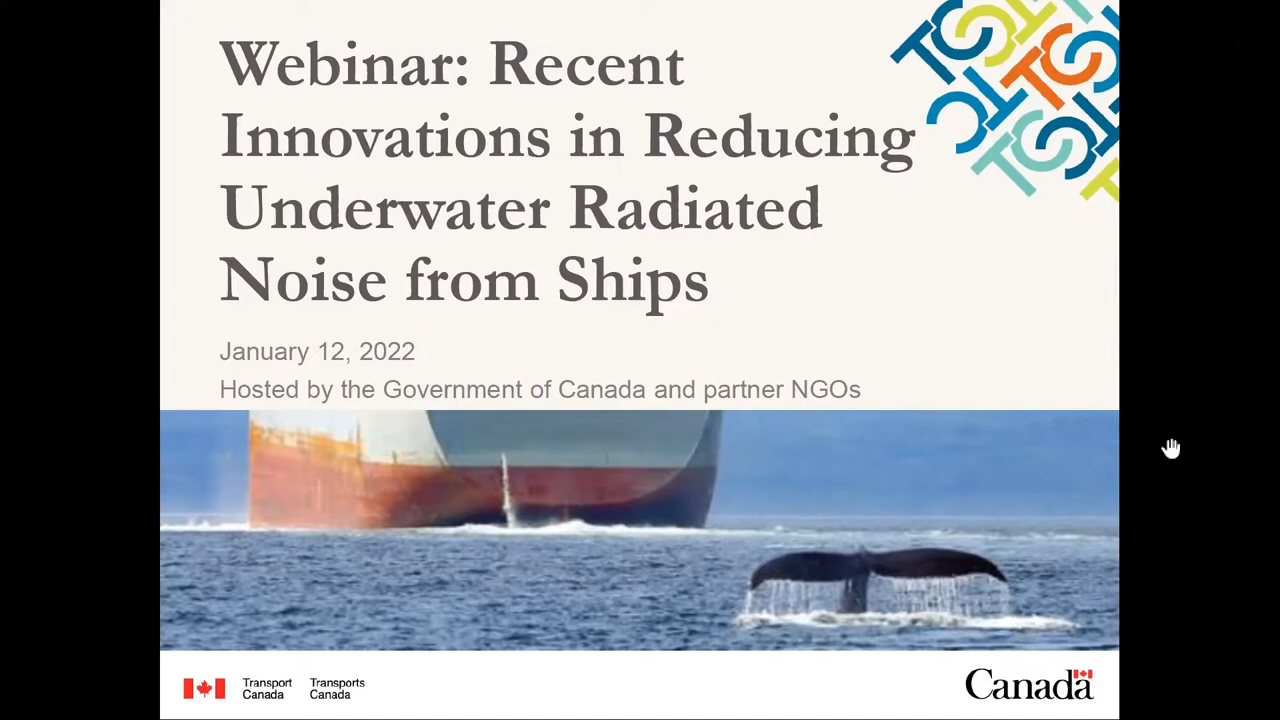 Webinar: Recent
Innovations in Reducing
Underwater Radiated
Noise from Ships
January 12, 2022
Hosted by the Government of Canada and partner NGOs
Transport Canada
Transports Canada
Canada